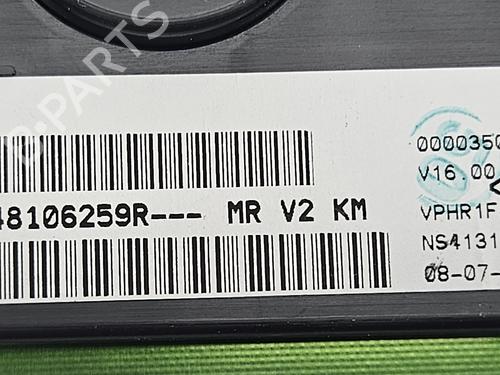 B-PARTS
48106259R--- MR V2 KM
0000350
V16.00
VPHR1F
NS4131
08-07-